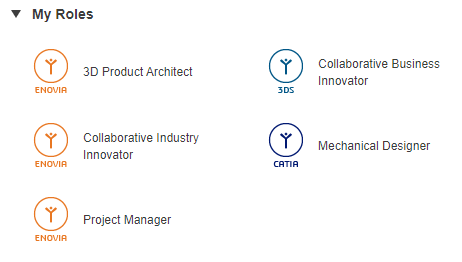 My Roles
ENOVIA
3D Product Architect
3DS
Collaborative Business
Innovator
ENOVIA
Collaborative Industry
Innovator
CATIA
Mechanical Designer
ENOVIA
Project Manager